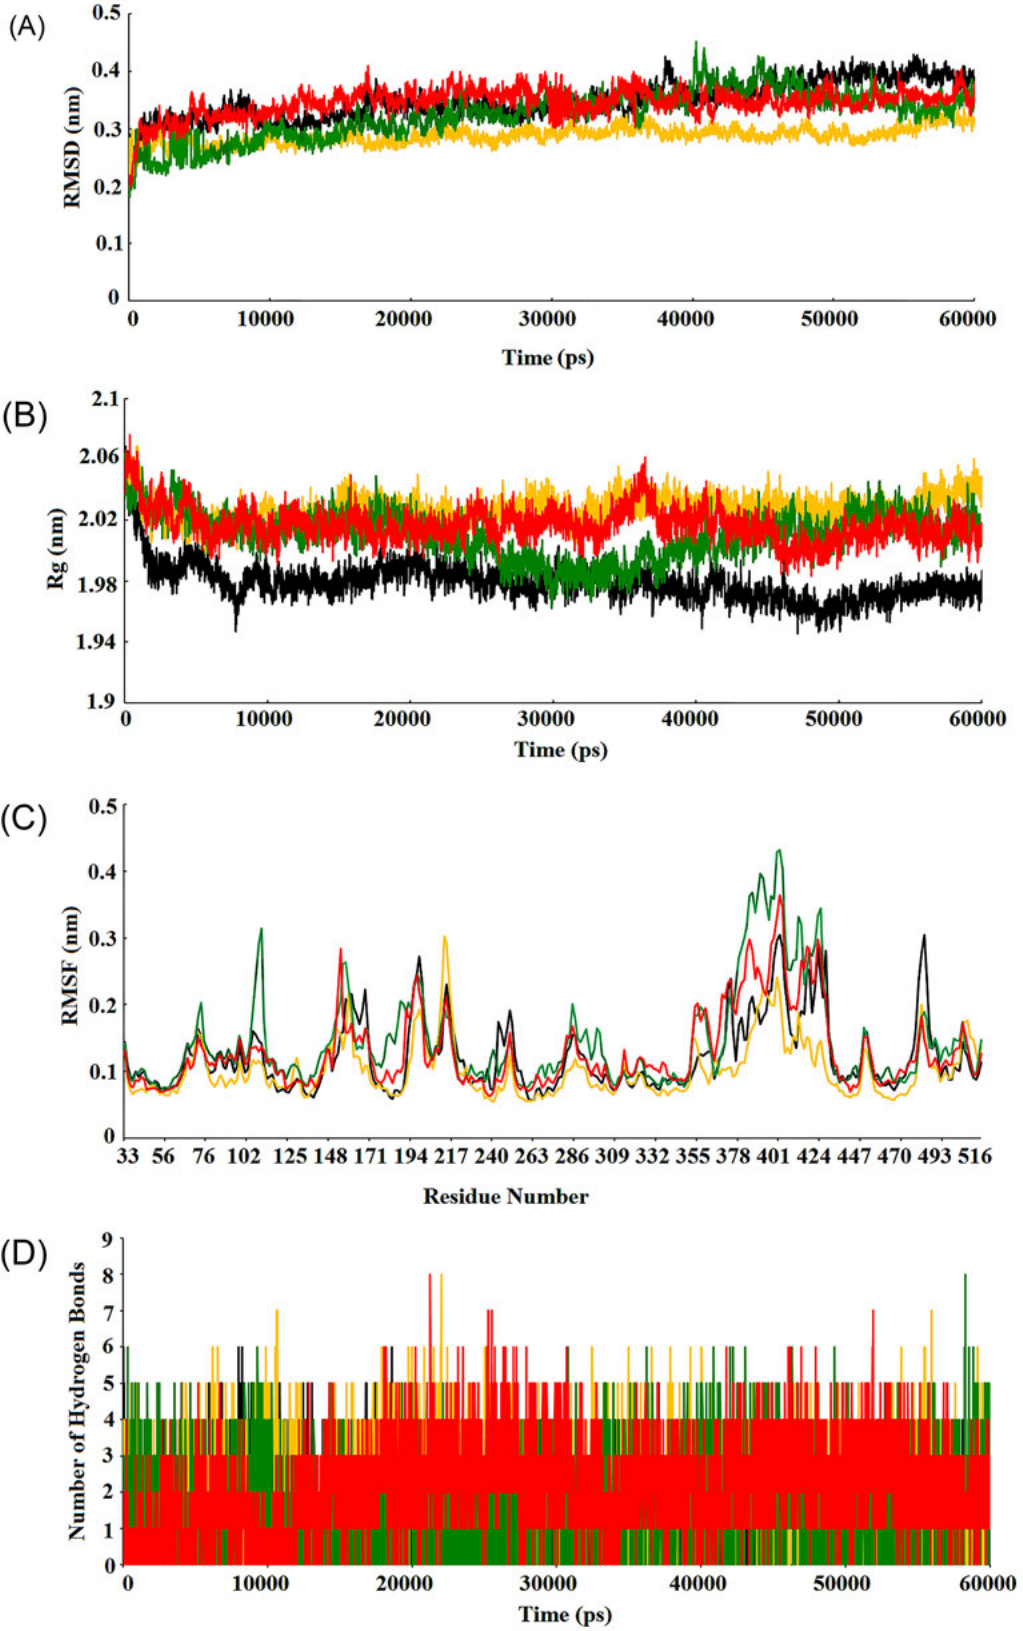 (A)
0.5
0.4
0.3
0.2
0.1
0
RMSD (nm)
0 10000 20000 30000 40000 50000 60000
Time (ps)
(B)
2.1
2.06
2.02
1.98
1.94
1.9
Rg (nm)
0 10000 20000 30000 40000 50000 60000
Time (ps)
(C)
0.5
0.4
0.3
0.2
0.1
0
RMSF (nm)
33 56 76 102 125 148 171 194 217 240 263 286 309 332 355 378 401 424 447 470 493 516
Residue Number
(D)
9
8
7
6
5
4
3
2
1
0
Number of Hydrogen Bonds
0 10000 20000 30000 40000 50000 60000
Time (ps)